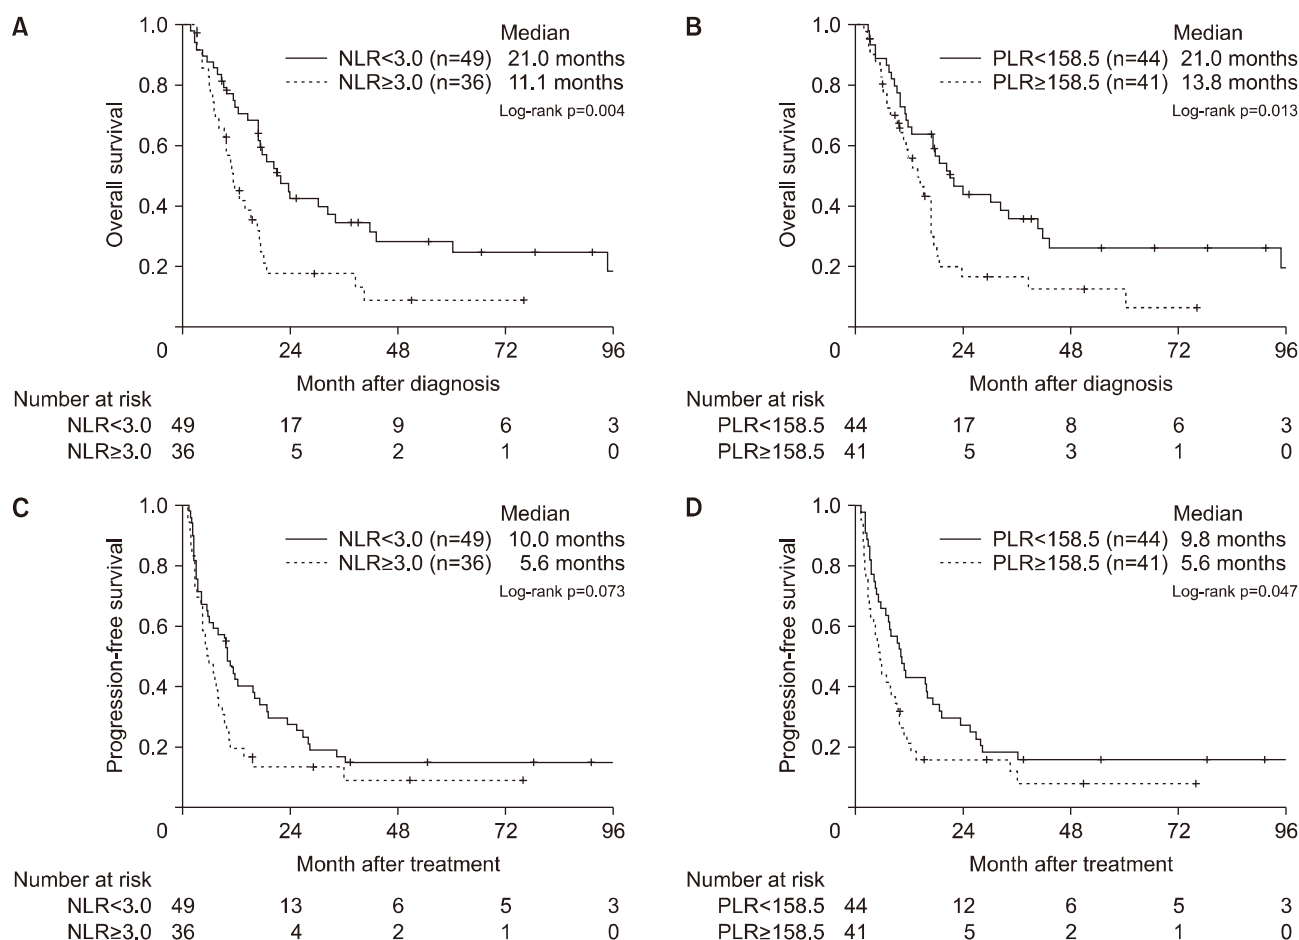 A
Overall survival
1.0
0.8
0.6
0.4
0.2
0
24
48
72
96
Median
NLR<3.0 (n=49) 21.0 months
NLR≥3.0 (n=36) 11.1 months
Log-rank p=0.004
Month after diagnosis
Number at risk
NLR<3.0 49 17 9 6 3
NLR≥3.0 36 5 2 1 0
B
Overall survival
1.0
0.8
0.6
0.4
0.2
0
24
48
72
96
Median
PLR<158.5 (n=44) 21.0 months
PLR≥158.5 (n=41) 13.8 months
Log-rank p=0.013
Month after diagnosis
Number at risk
PLR<158.5 44 17 8 6 3
PLR≥158.5 41 5 3 1 0
C
Progression-free survival
1.0
0.8
0.6
0.4
0.2
0
24
48
72
96
Median
NLR<3.0 (n=49) 10.0 months
NLR≥3.0 (n=36) 5.6 months
Log-rank p=0.073
Month after treatment
Number at risk
NLR<3.0 49 13 6 5 3
NLR≥3.0 36 4 2 1 0
D
Progression-free survival
1.0
0.8
0.6
0.4
0.2
0
24
48
72
96
Median
PLR<158.5 (n=44) 9.8 months
PLR≥158.5 (n=41) 5.6 months
Log-rank p=0.047
Month after treatment
Number at risk
PLR<158.5 44 12 6 5 3
PLR≥158.5 41 5 2 1 0